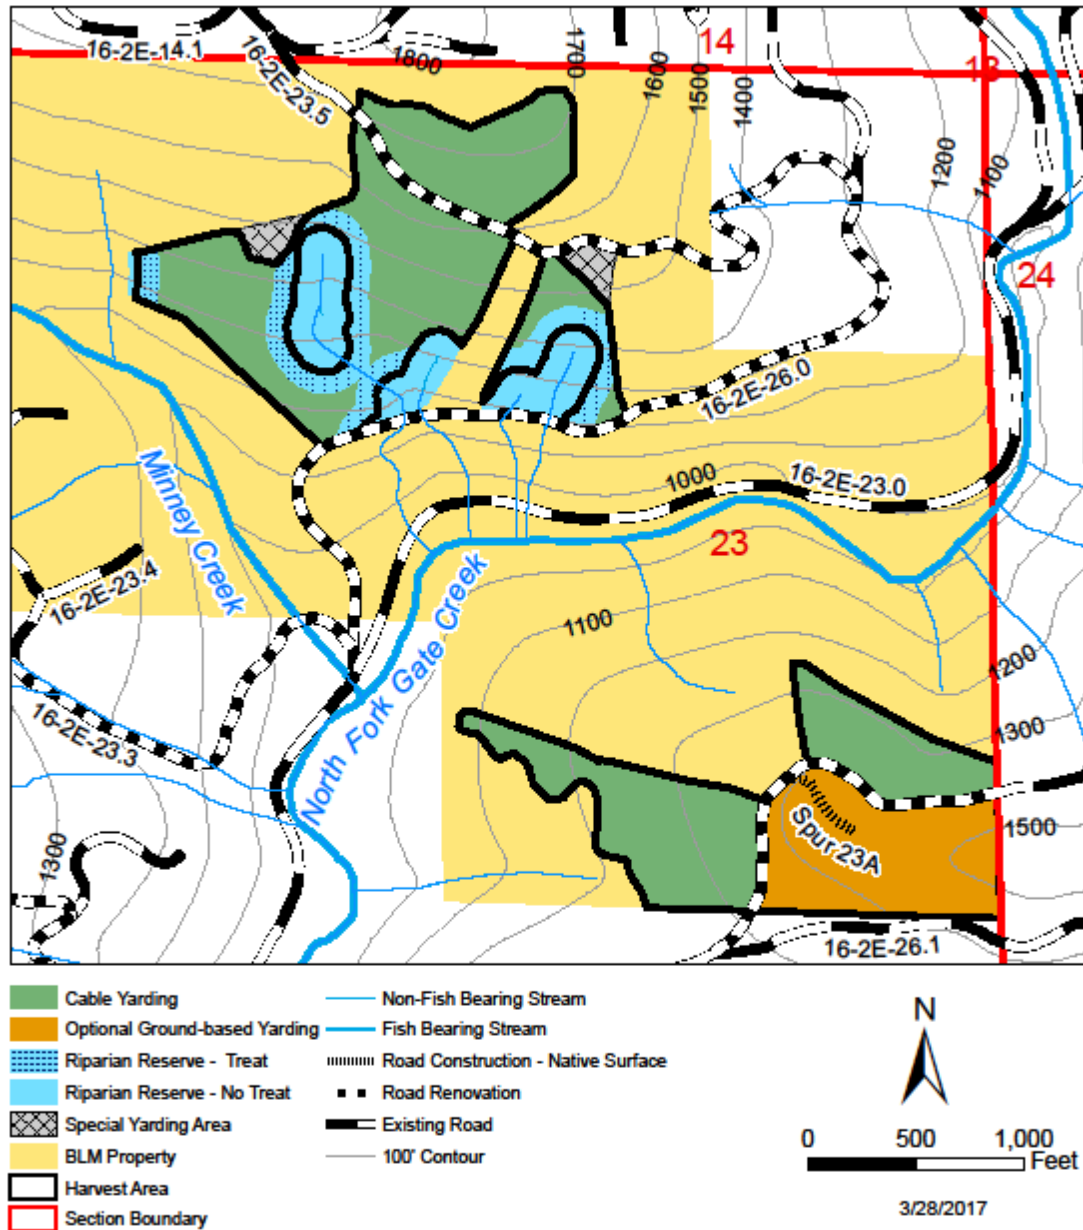 16-2E-14.1
16-2E-23.5
1800
1700
1600
1500
1400
14
13
1200
1100
24
16-2E-26.0
1000
16-2E-23.0
23
Minney Creek
16-2E-23.4
North Fork Gate Creek
1100
1200
1300
16-2E-23.3
1300
Spur 23A
1500
16-2E-26.1
Cable Yarding
Optional Ground-based Yarding
Riparian Reserve - Treat
Riparian Reserve - No Treat
Special Yarding Area
BLM Property
Harvest Area
Section Boundary
Non-Fish Bearing Stream
Fish Bearing Stream
Road Construction - Native Surface
Road Renovation
Existing Road
100' Contour
N
0 500 1,000
Feet
3/28/2017